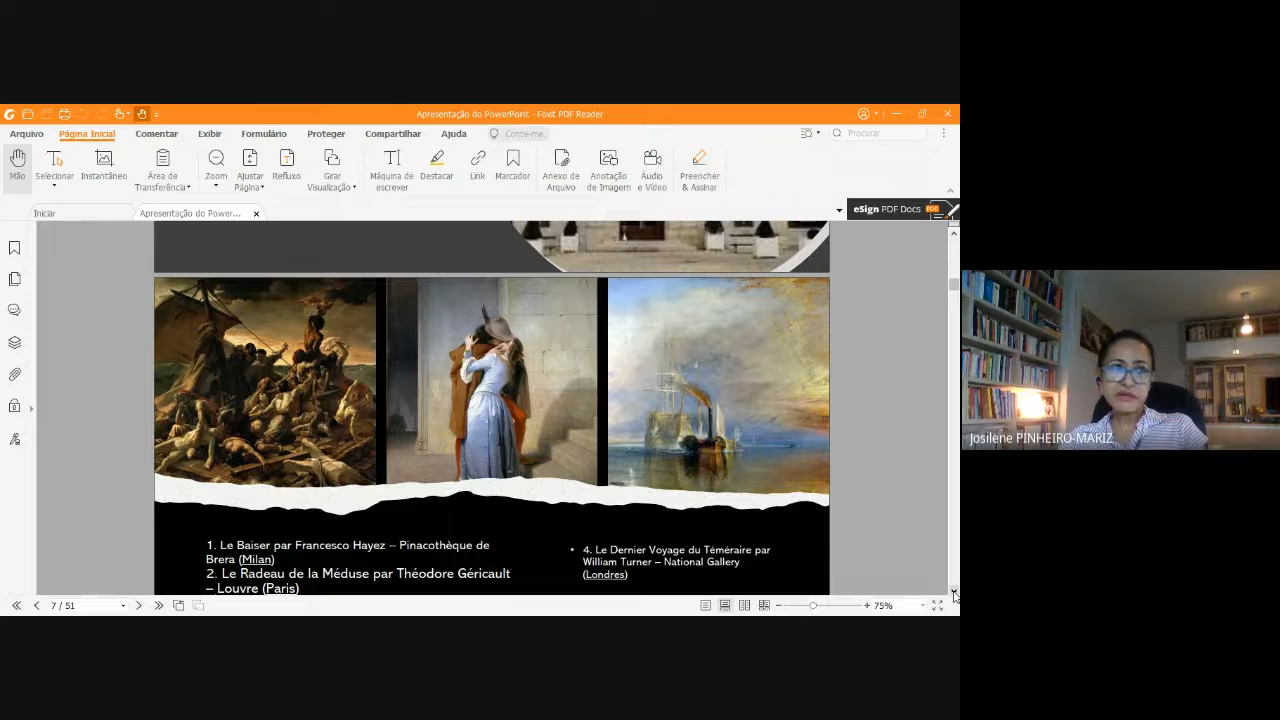 Apresentação do PowerPoint - Foxit PDF Reader
Arquivo Página Inicial Comentar Exibir Formulário Proteger Compartilhar Ajuda Conte-me. Procurar
Mão Selecionar Instantâneo Área de Transferência Zoom Ajustar Página Refluxo Girar Visualização Máquina de escrever Destacar Link Marcador Anexo de Arquivo Anotação de Imagem Áudio e Vídeo Preencher & Assinar
Iniciar Apresentação do Power... eSign PDF Docs PDF
1. Le Baiser par Francesco Hayez – Pinacothèque de
Brera (Milan)
2. Le Radeau de la Méduse par Théodore Géricault
– Louvre (Paris)
• 4. Le Dernier Voyage du Téméraire par
William Turner – National Gallery
(Londres)
Josilene PINHEIRO-MARIZ
7 / 51 75%